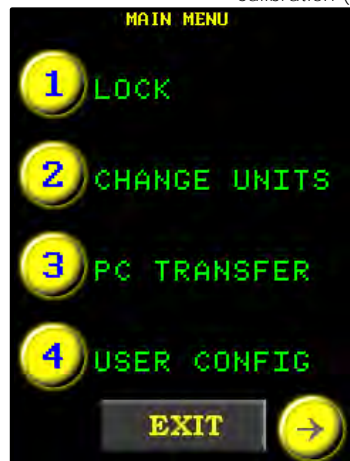 MAIN MENU
1 LOCK
2 CHANGE UNITS
3 PC TRANSFER
4 USER CONFIG
EXIT →